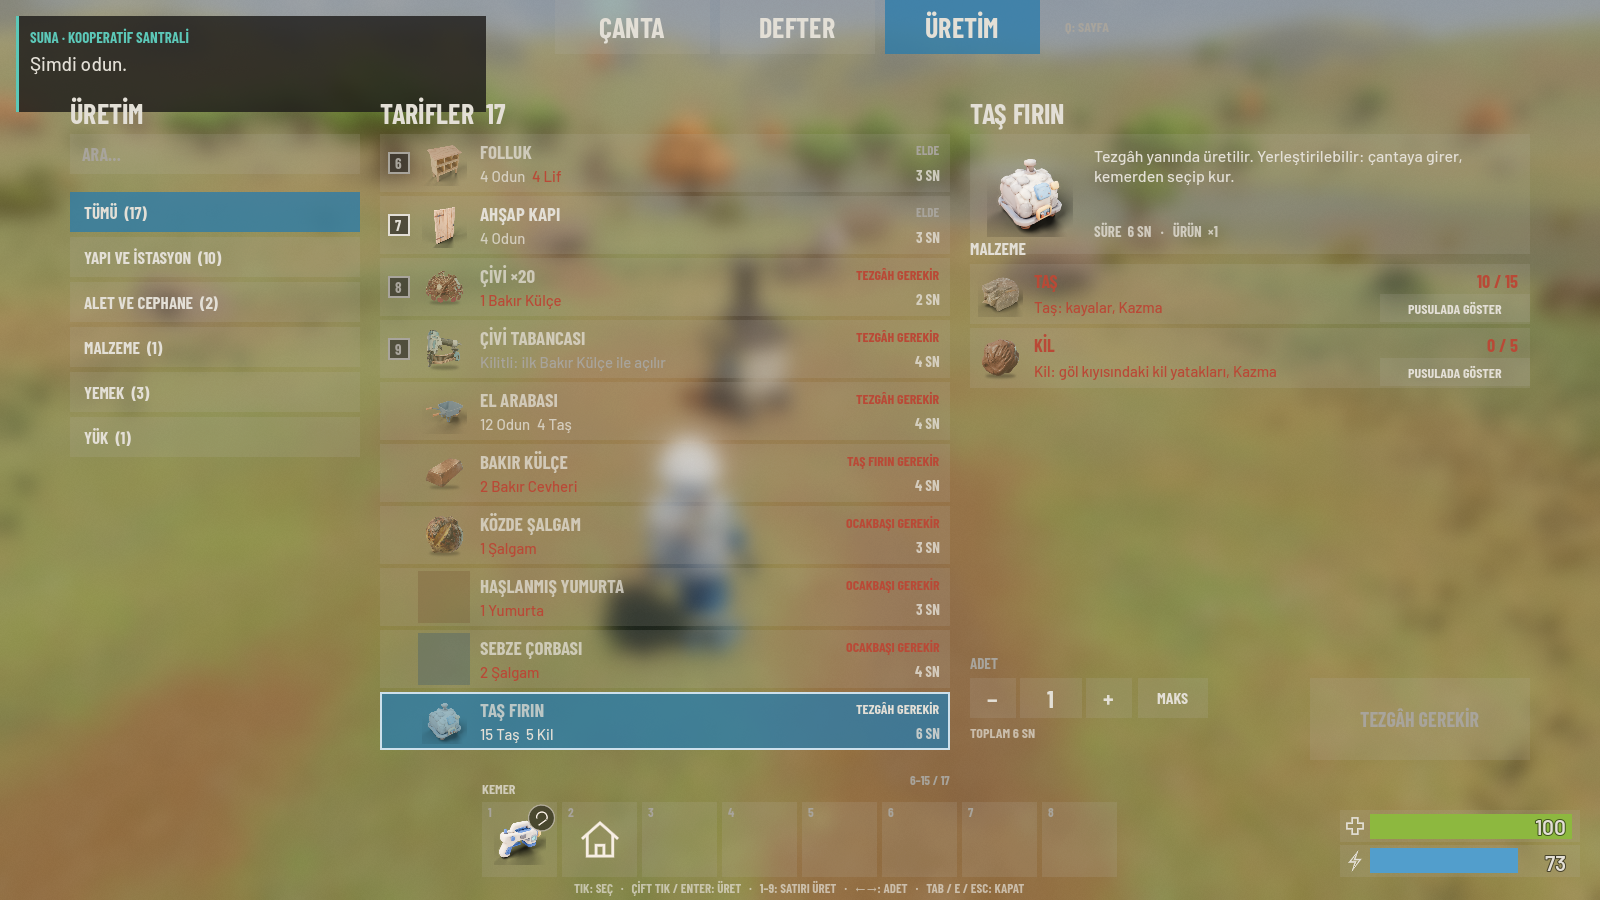 SUNA · KOOPERATİF SANTRALİ
Şimdi odun.
ÇANTA
DEFTER
ÜRETİM
Q: SAYFA
ÜRETİM
ARA...
TÜMÜ (17)
YAPI VE İSTASYON (10)
ALET VE CEPHANE (2)
MALZEME (1)
YEMEK (3)
YÜK (1)
TARİFLER 17
6
FOLLUK
ELDE
4 Odun 4 Lif
3 SN
7
AHŞAP KAPI
ELDE
4 Odun
3 SN
8
ÇİVİ ×20
TEZGÂH GEREKİR
1 Bakır Külçe
2 SN
9
ÇİVİ TABANCASI
TEZGÂH GEREKİR
Kilitli: ilk Bakır Külçe ile açılır
4 SN
EL ARABASI
TEZGÂH GEREKİR
12 Odun 4 Taş
4 SN
BAKIR KÜLÇE
TAŞ FIRIN GEREKİR
2 Bakır Cevheri
4 SN
KÖZDE ŞALGAM
OCAKBAŞI GEREKİR
1 Şalgam
3 SN
HAŞLANMIŞ YUMURTA
OCAKBAŞI GEREKİR
1 Yumurta
3 SN
SEBZE ÇORBASI
OCAKBAŞI GEREKİR
2 Şalgam
4 SN
TAŞ FIRIN
TEZGÂH GEREKİR
15 Taş 5 Kil
6 SN
6-15 / 17
TAŞ FIRIN
Tezgâh yanında üretilir. Yerleştirilebilir: çantaya girer,
kemerden seçip kur.
SÜRE 6 SN · ÜRÜN ×1
MALZEME
TAŞ
10 / 15
Taş: kayalar, Kazma
PUSULADA GÖSTER
KİL
0 / 5
Kil: göl kıyısındaki kil yatakları, Kazma
PUSULADA GÖSTER
ADET
−
1
+
MAKS
TOPLAM 6 SN
TEZGÂH GEREKİR
KEMER
1
2
3
4
5
6
7
8
100
73
TIK: SEÇ · ÇİFT TIK / ENTER: ÜRET · 1-9: SATIRI ÜRET · ←→: ADET · TAB / E / ESC: KAPAT